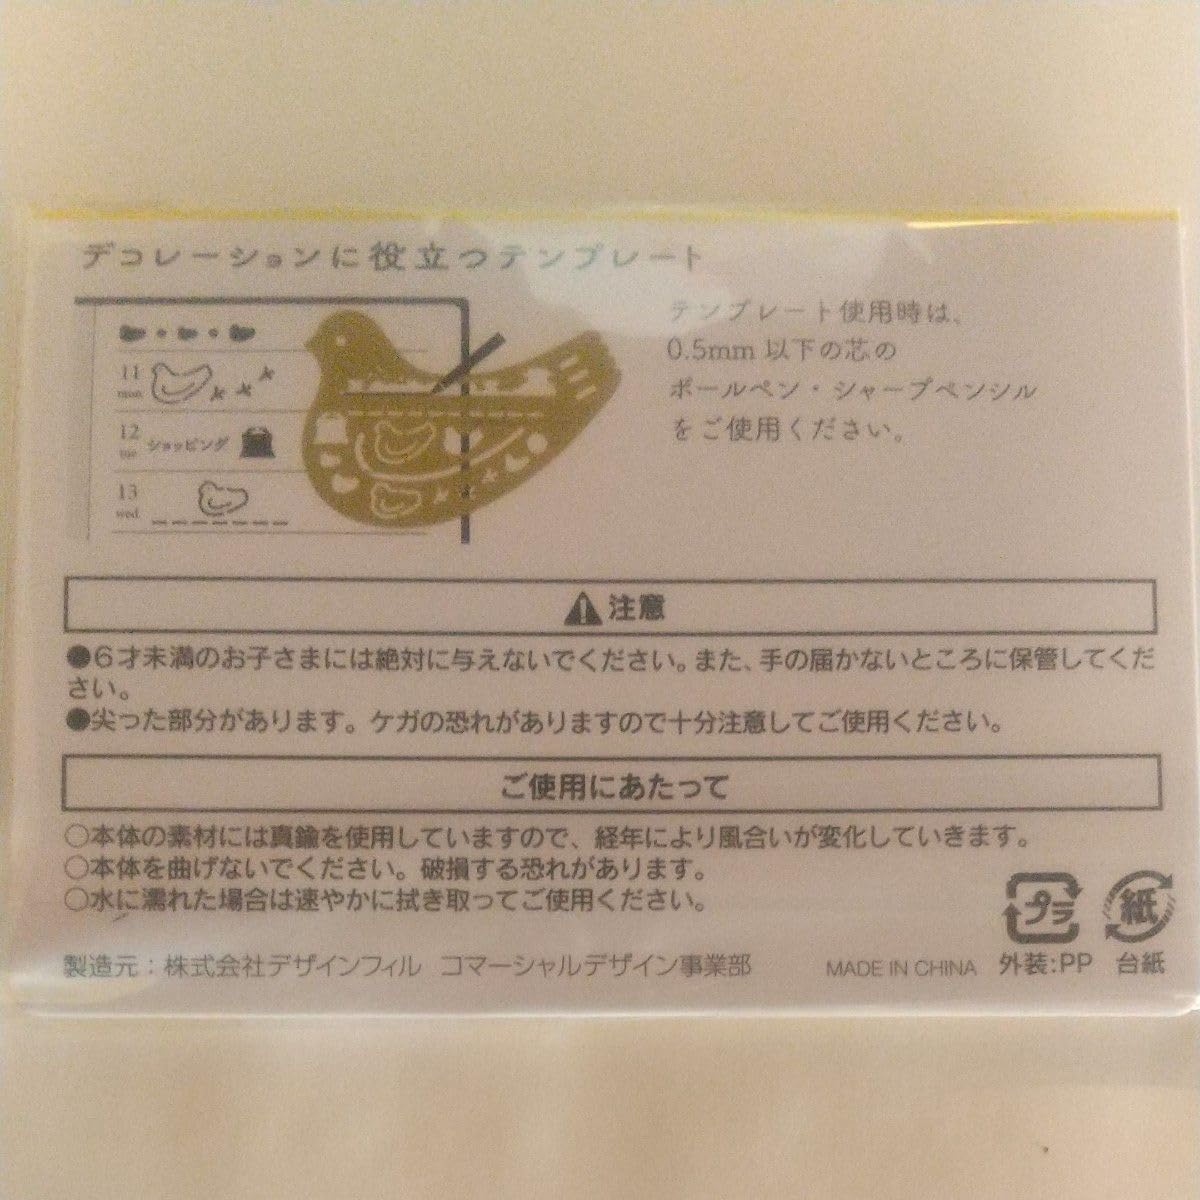 デコレーションに役立つテンプレート
テンプレート使用時は、
0.5mm 以下の芯の
ボールペン・シャープペンシル
をご使用ください。
11
mon
12
ショッピング
tue
13
wed
注意
●6才未満のお子さまには絶対に与えないでください。また、手の届かないところに保管してくだ
さい。
●尖った部分があります。ケガの恐れがありますので十分注意してご使用ください。
ご使用にあたって
○本体の素材には真鍮を使用していますので、経年により風合いが変化していきます。
○本体を曲げないでください。破損する恐れがあります。
○水に濡れた場合は速やかに拭き取ってご使用ください。
プラ
紙
製造元：株式会社デザインフィル コマーシャルデザイン事業部 MADE IN CHINA 外装:PP 台紙